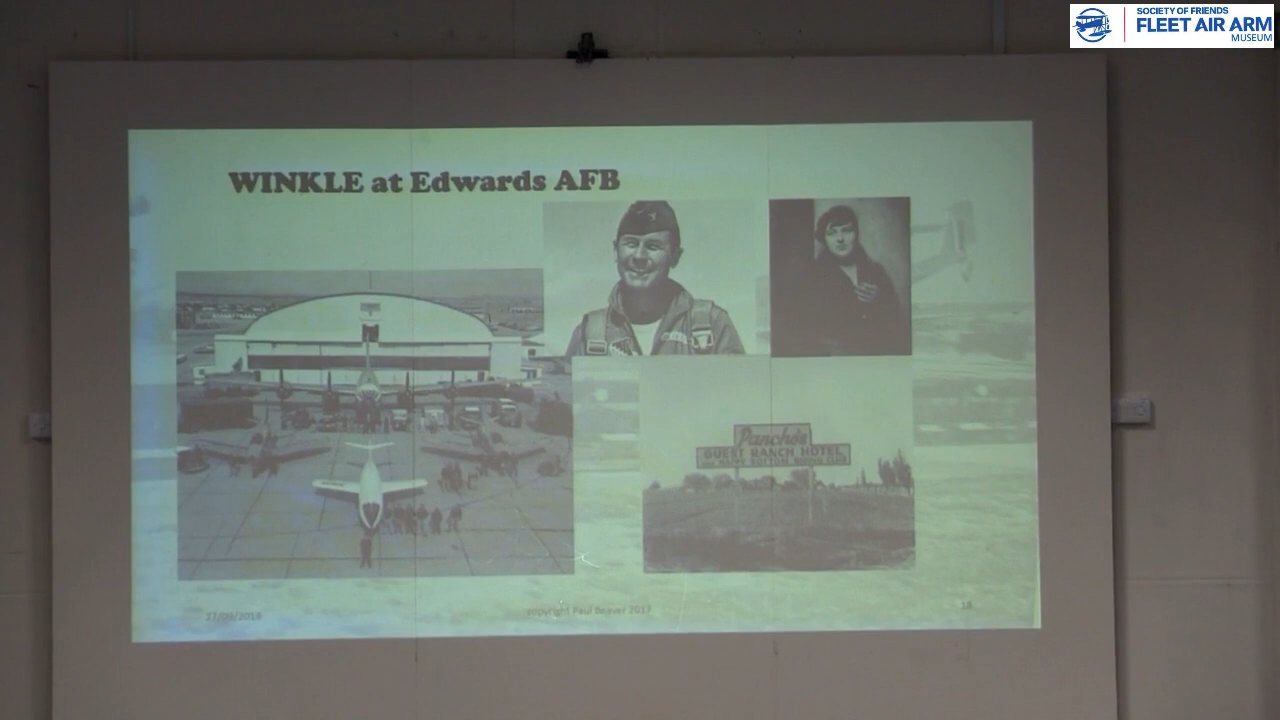 SOCIETY OF FRIENDS
FLEET AIR ARM
MUSEUM
WINKLE at Edwards AFB
Pancho's
GUEST RANCH HOTEL
27/09/2018
copyright Paul Beaver 2017
18